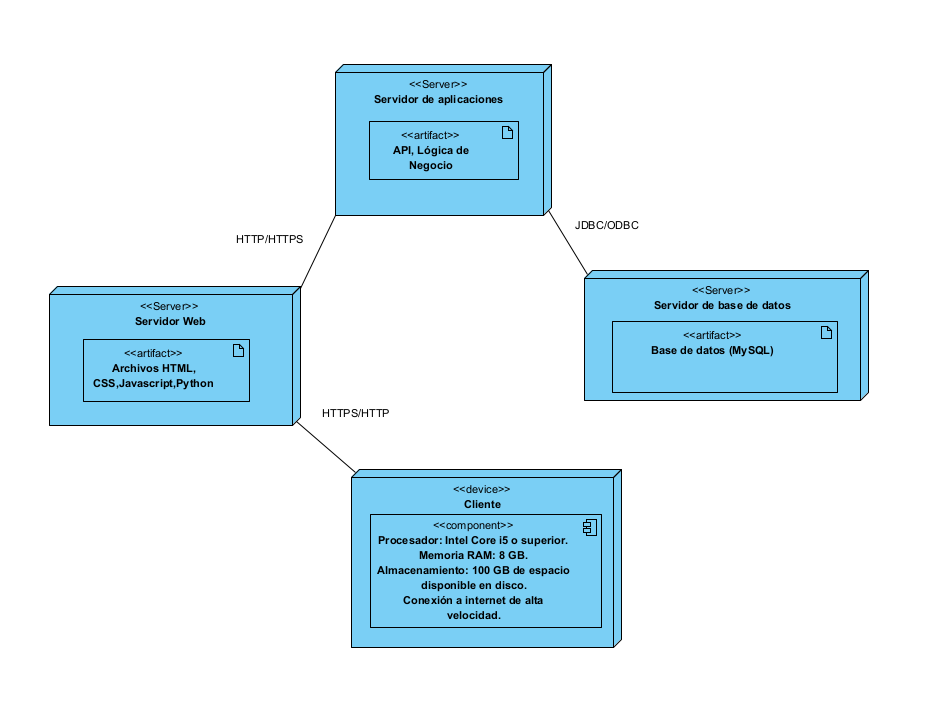 <<Server>>
Servidor de aplicaciones
<<artifact>>
API, Lógica de
Negocio
HTTP/HTTPS
JDBC/ODBC
<<Server>>
Servidor Web
<<artifact>>
Archivos HTML,
CSS,Javascript,Python
<<Server>>
Servidor de base de datos
<<artifact>>
Base de datos (MySQL)
HTTPS/HTTP
<<device>>
Cliente
<<component>>
Procesador: Intel Core i5 o superior.
Memoria RAM: 8 GB.
Almacenamiento: 100 GB de espacio
disponible en disco.
Conexión a internet de alta
velocidad.